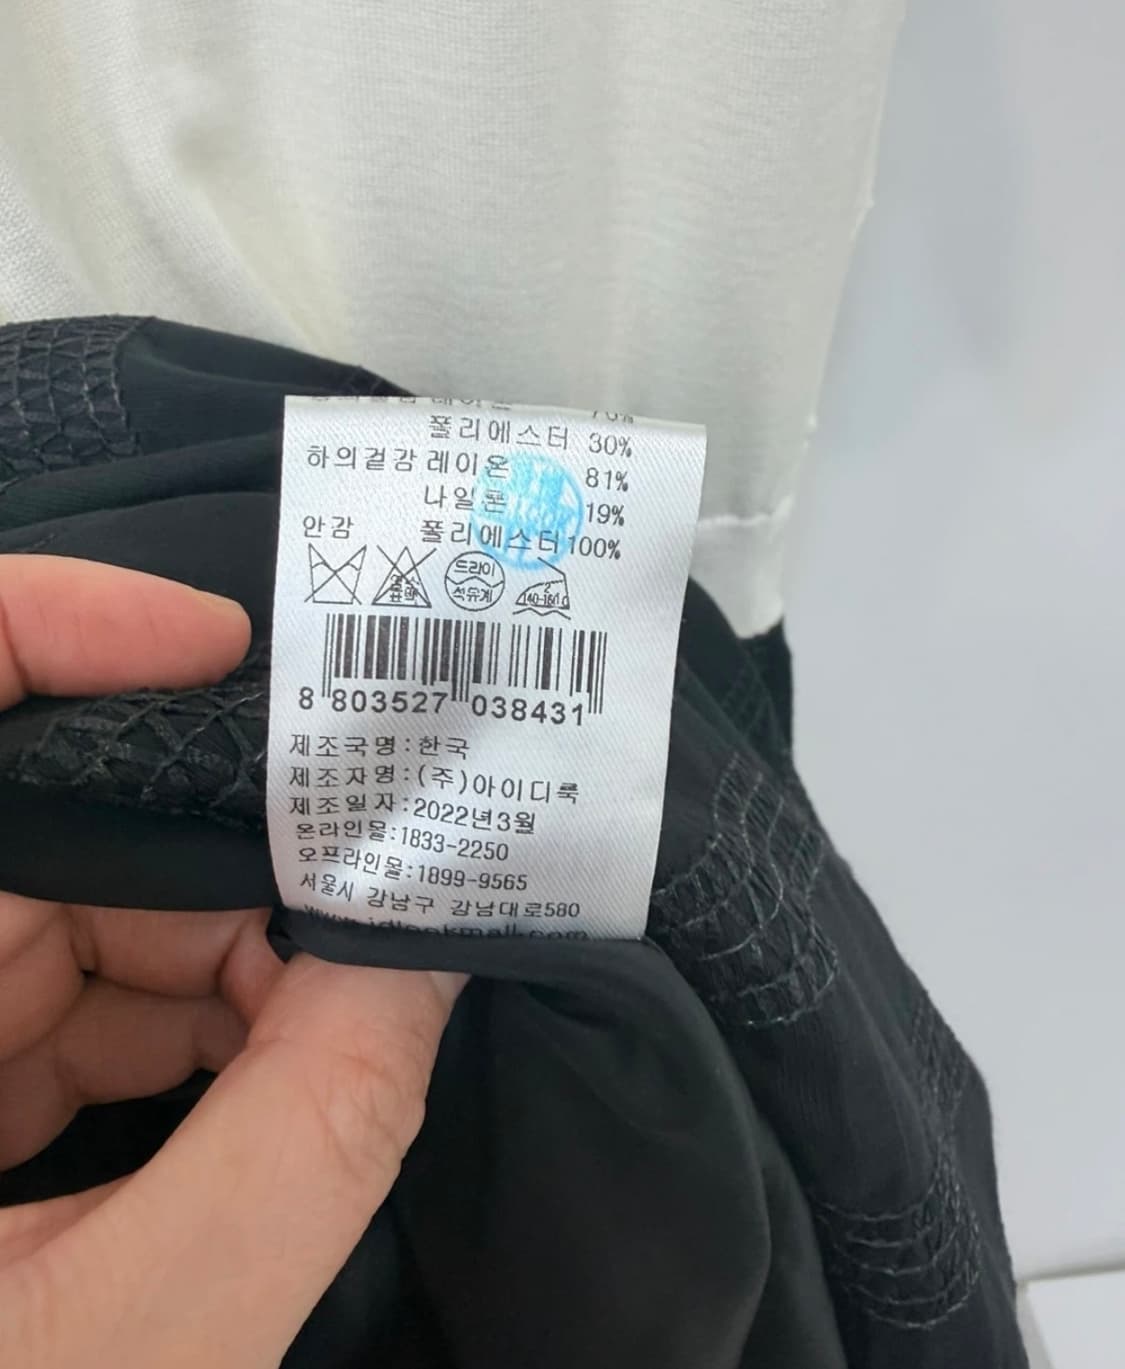 폴리에스터 30%
하의겉감 레이온 81%
나일론 19%
안감 폴리에스터 100%
드라이
석유계
8 803527 038431
제조국명:한국
제조자명:(주)아이디룩
제조일자:2022년3월
온라인몰:1833-2250
오프라인몰:1899-9565
서울시 강남구 강남대로580
www.idlookmall.com